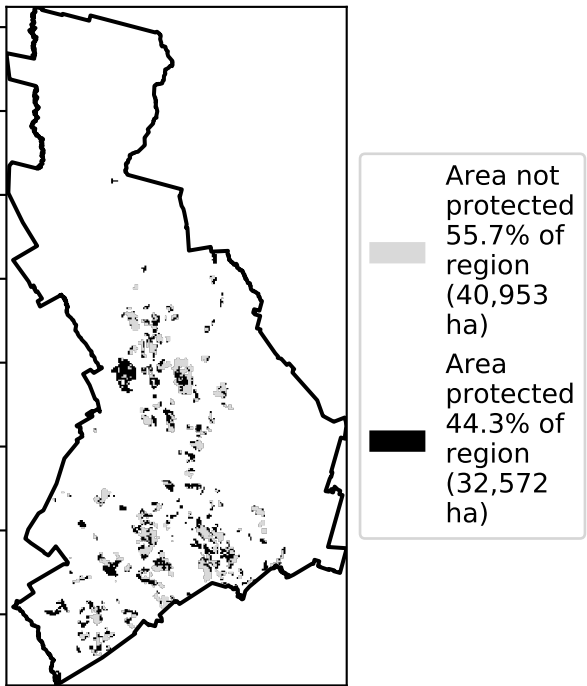 Area not
protected
55.7% of
region
(40,953
ha)
Area
protected
44.3% of
region
(32,572
ha)